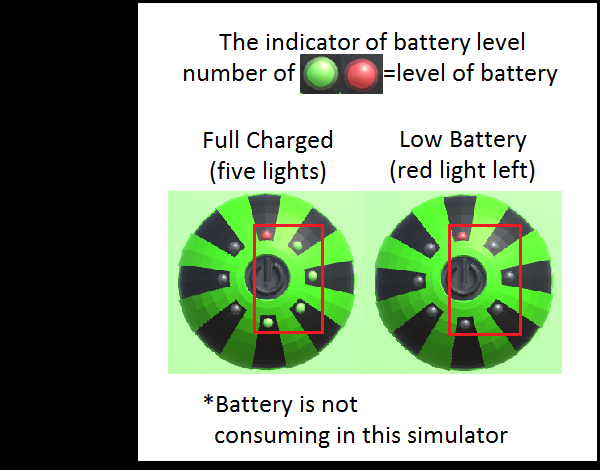 The indicator of battery level
number of =level of battery
Full Charged
(five lights)
Low Battery
(red light left)
*Battery is not
consuming in this simulator